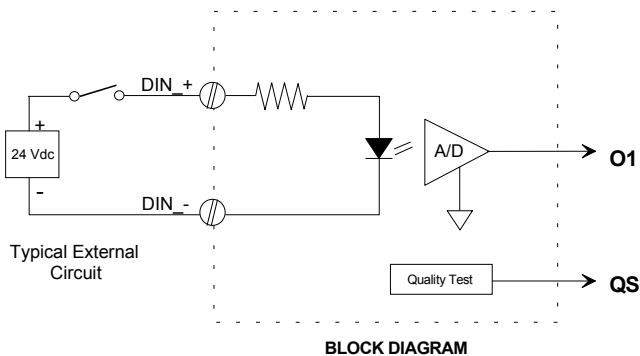 DIN_+
+
24 Vdc
-
A/D
O1
DIN_-
Typical External
Circuit
Quality Test
QS
BLOCK DIAGRAM